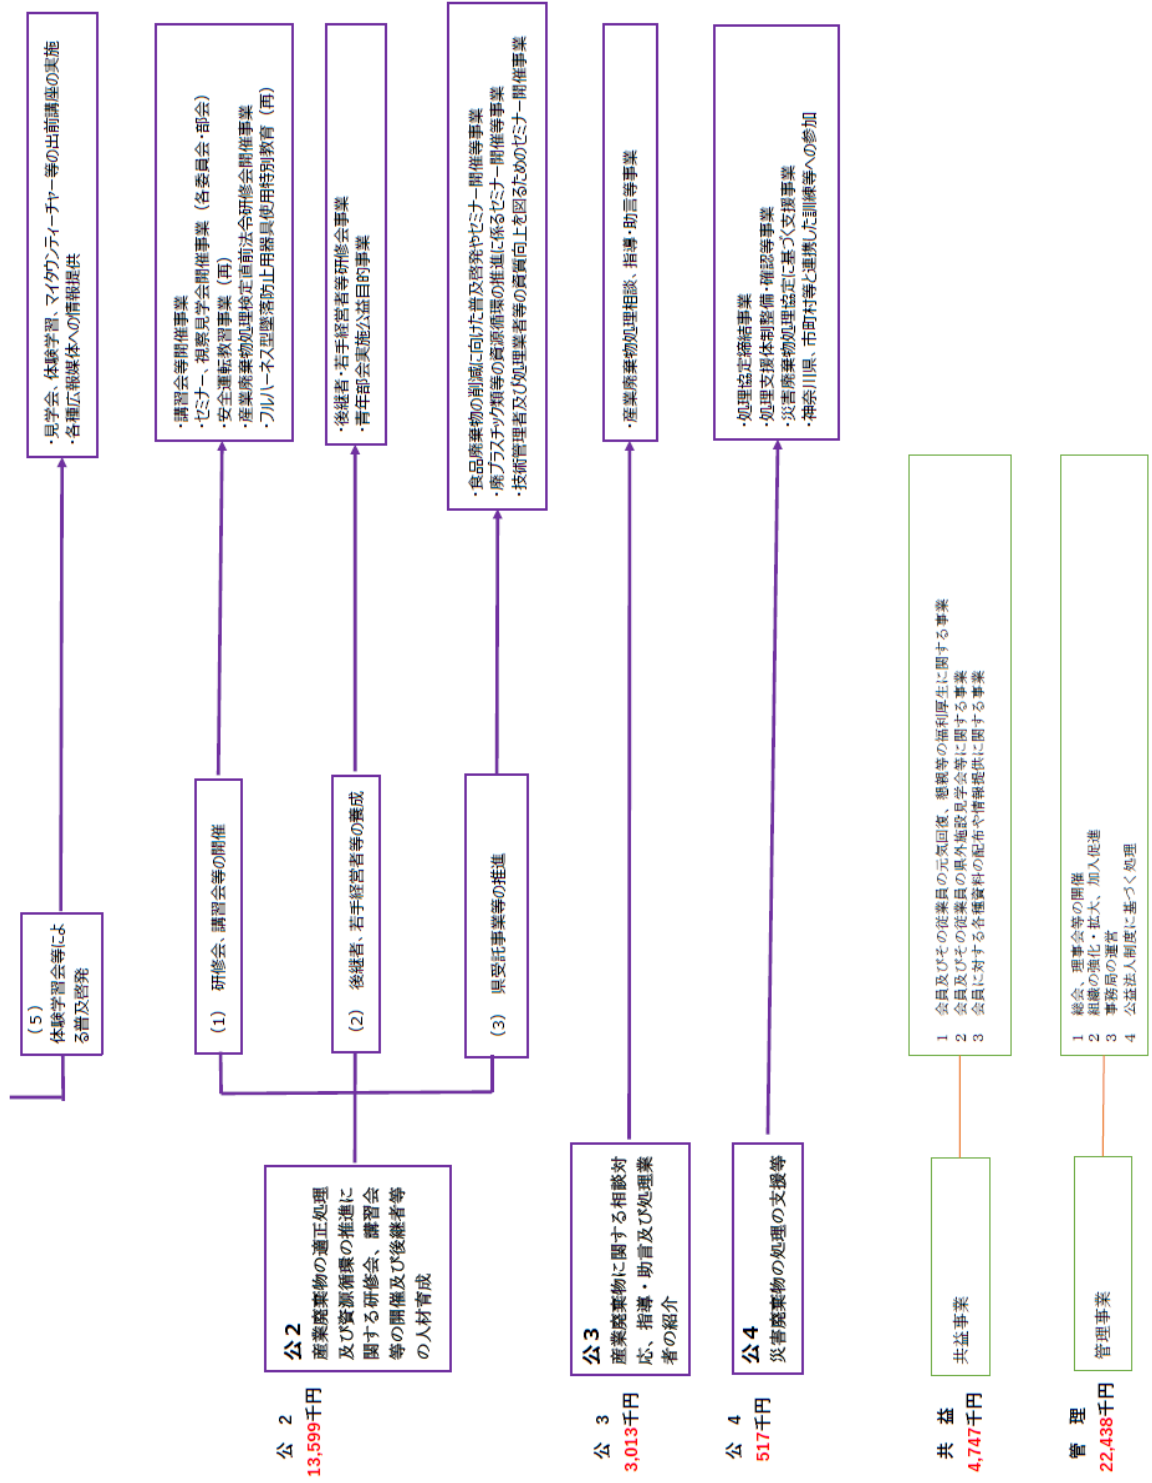 （５）
体験学習会等によ
る普及啓発
・見学会、体験学習、マイタウンティーチャー等の出前講座の実施
・各種広報媒体への情報提供
公　２
13,599千円
公２
産業廃棄物の適正処理
及び資源循環の推進に
関する研修会、講習会
等の開催及び後継者等
の人材育成
（1）　研修会、講習会等の開催
・講習会等開催事業
・セミナー、視察見学会開催事業（各委員会・部会）
・安全運転教習事業（再）
・産業廃棄物処理検定直前法令研修会開催事業
・フルハーネス型墜落防止用器具使用特別教育（再）
（2）　後継者、若手経営者等の養成
・後継者・若手経営者等研修会事業
・青年部会実施公益目的事業
（3）　県受託事業等の推進
・食品廃棄物の削減に向けた普及啓発やセミナー開催等事業
・廃プラスチック類等の資源循環の推進に係るセミナー開催等事業
・技術管理者及び処理業者等の資質向上を図るためのセミナー開催事業
公　３
3,013千円
公３
産業廃棄物に関する相談対
応、指導・助言及び処理業
者の紹介
・産業廃棄物処理相談、指導・助言等事業
公　４
517千円
公４
災害廃棄物の処理の支援等
・処理協定締結事業
・処理支援体制整備・確認等事業
・災害廃棄物処理協定に基づく支援事業
・神奈川県、市町村等と連携した訓練等への参加
共　益
4,747千円
共益事業
１　会員及びその従業員の元気回復、懇親等の福利厚生に関する事業
２　会員及びその従業員の県外施設見学会等に関する事業
３　会員に対する各種資料の配布や情報提供に関する事業
管　理
22,438千円
管理事業
１　総会、理事会等の開催
２　組織の強化・拡大、加入促進
３　事務局の運営
４　公益法人制度に基づく処理